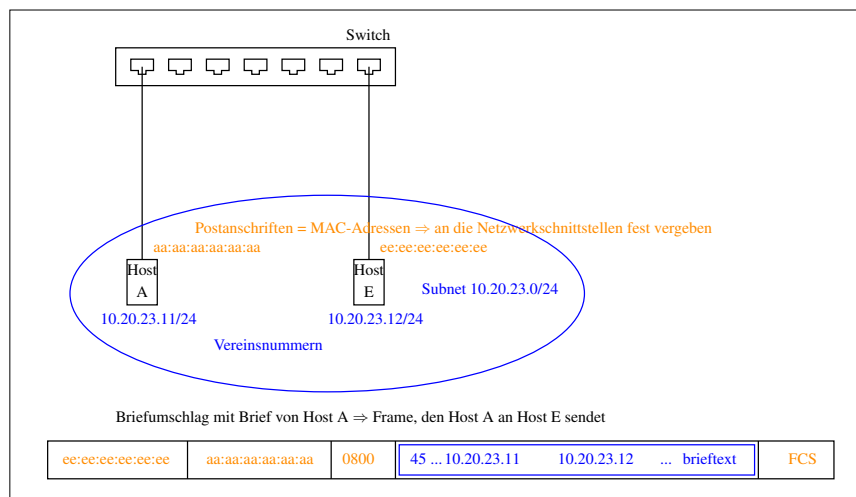 Switch
Postanschriften = MAC-Adressen ⇒ an die Netzwerkschnittstellen fest vergeben
aa:aa:aa:aa:aa:aa ee:ee:ee:ee:ee:ee
Host Host
A E
Subnet 10.20.23.0/24
10.20.23.11/24 10.20.23.12/24
Vereinsnummern
Briefumschlag mit Brief von Host A ⇒ Frame, den Host A an Host E sendet
ee:ee:ee:ee:ee:ee aa:aa:aa:aa:aa:aa 0800 45 ... 10.20.23.11 10.20.23.12 ... brieftext FCS